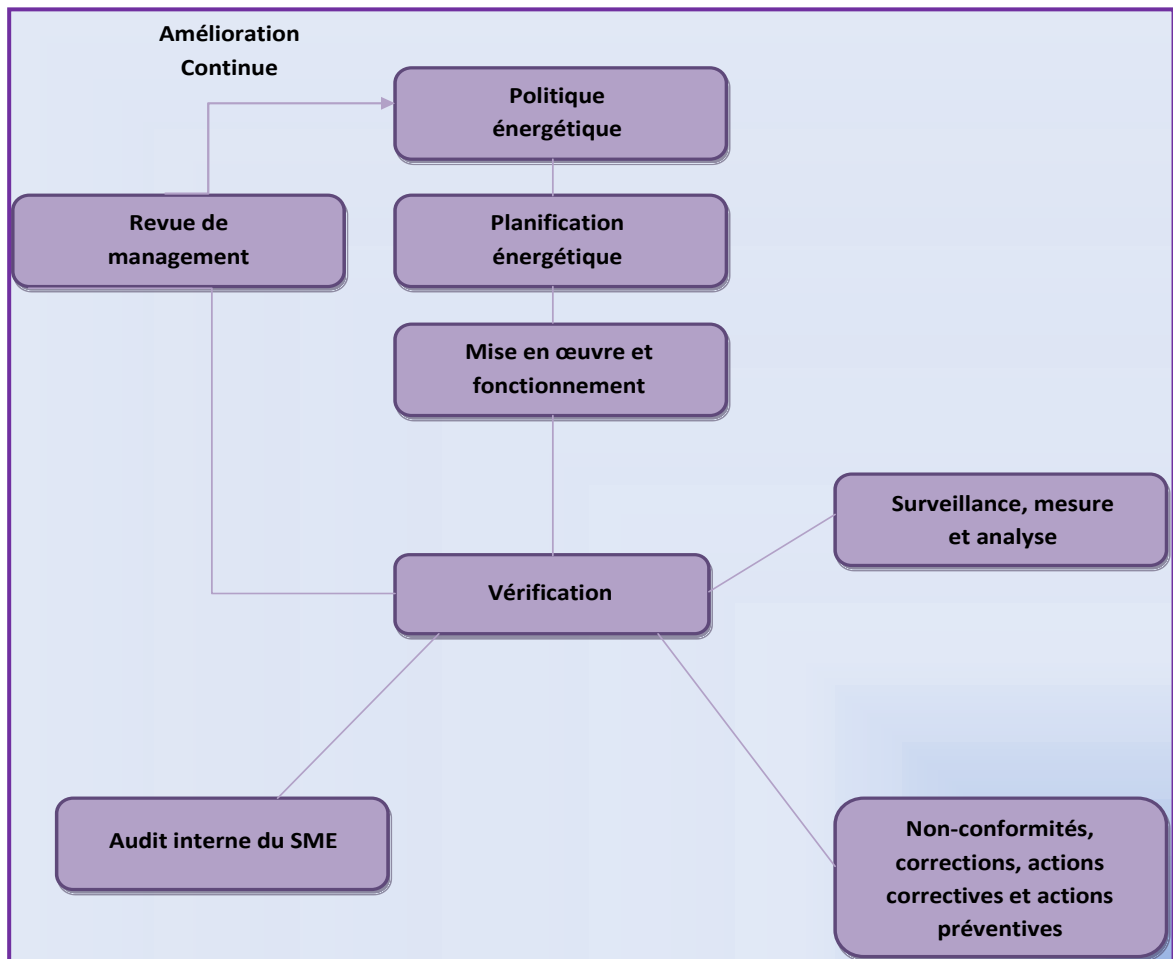 Amélioration
Continue
Politique
énergétique
Revue de
management
Planification
énergétique
Mise en œuvre et
fonctionnement
Surveillance, mesure
et analyse
Vérification
Audit interne du SME
Non-conformités,
corrections, actions
correctives et actions
préventives